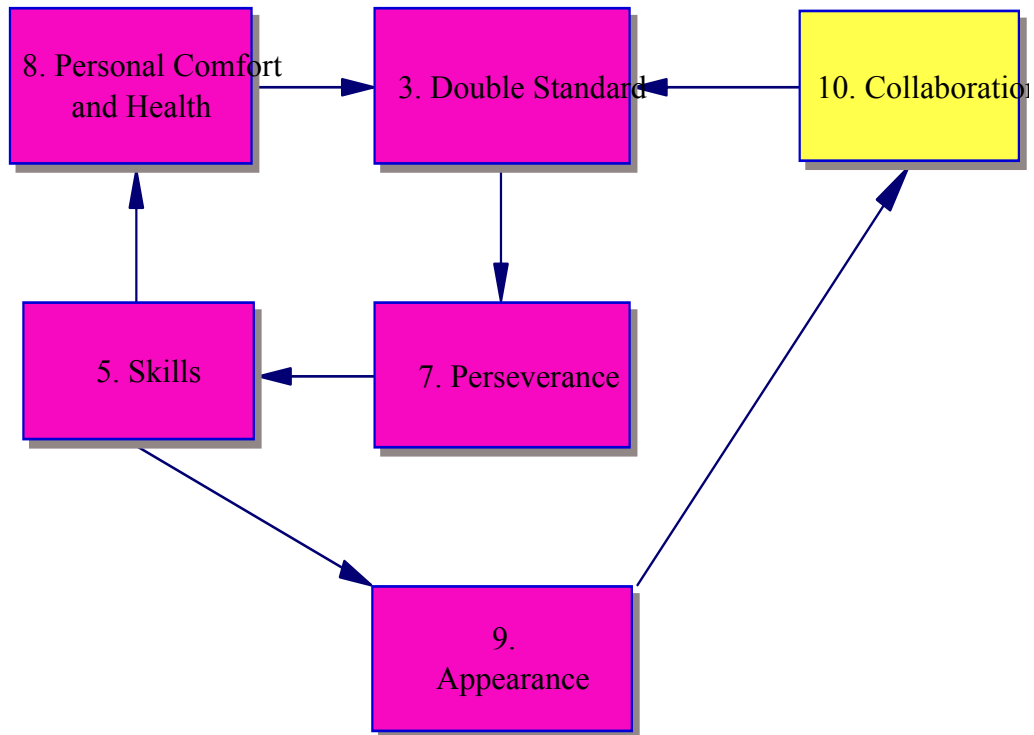 8. Personal Comfort
and Health
3. Double Standard
10. Collaboration
5. Skills
7. Perseverance
9.
Appearance